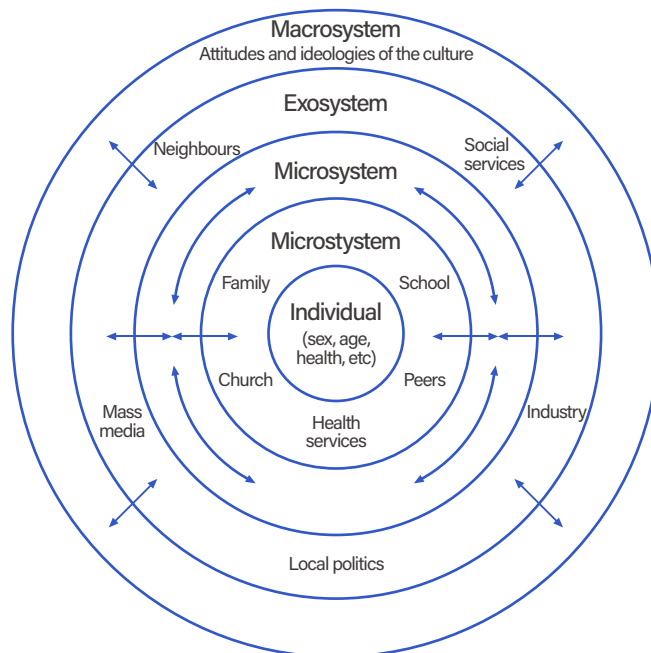 Macrosystem
Attitudes and ideologies of the culture
Exosystem
Neighbours
Social
services
Microsystem
Microstystem
Family
School
Individual
(sex, age,
health, etc)
Church
Peers
Health
services
Mass
media
Industry
Local politics